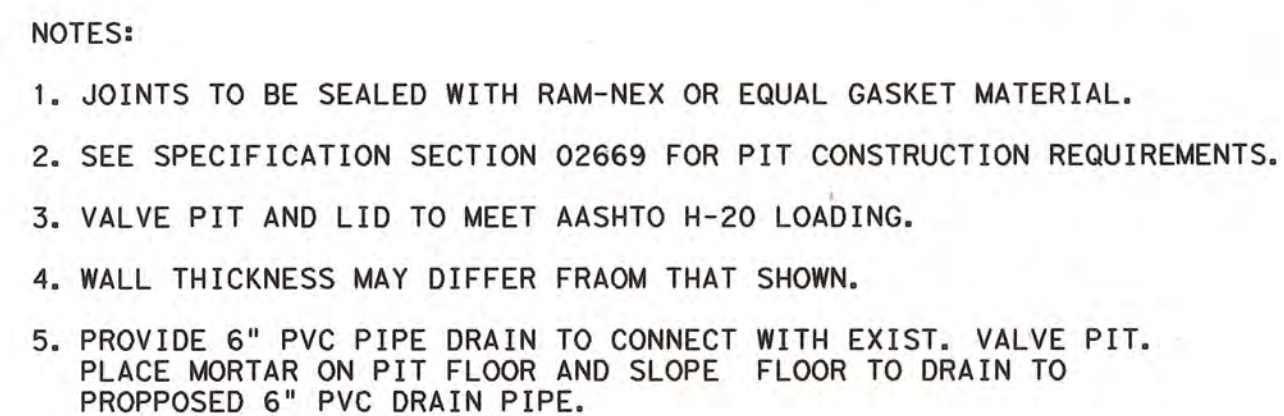 NOTES:
1. JOINTS TO BE SEALED WITH RAM-NEX OR EQUAL GASKET MATERIAL.
2. SEE SPECIFICATION SECTION 02669 FOR PIT CONSTRUCTION REQUIREMENTS.
3. VALVE PIT AND LID TO MEET AASHTO H-20 LOADING.
4. WALL THICKNESS MAY DIFFER FRAOM THAT SHOWN.
5. PROVIDE 6" PVC PIPE DRAIN TO CONNECT WITH EXIST. VALVE PIT.
PLACE MORTAR ON PIT FLOOR AND SLOPE  FLOOR TO DRAIN TO
PROPPOSED 6" PVC DRAIN PIPE.